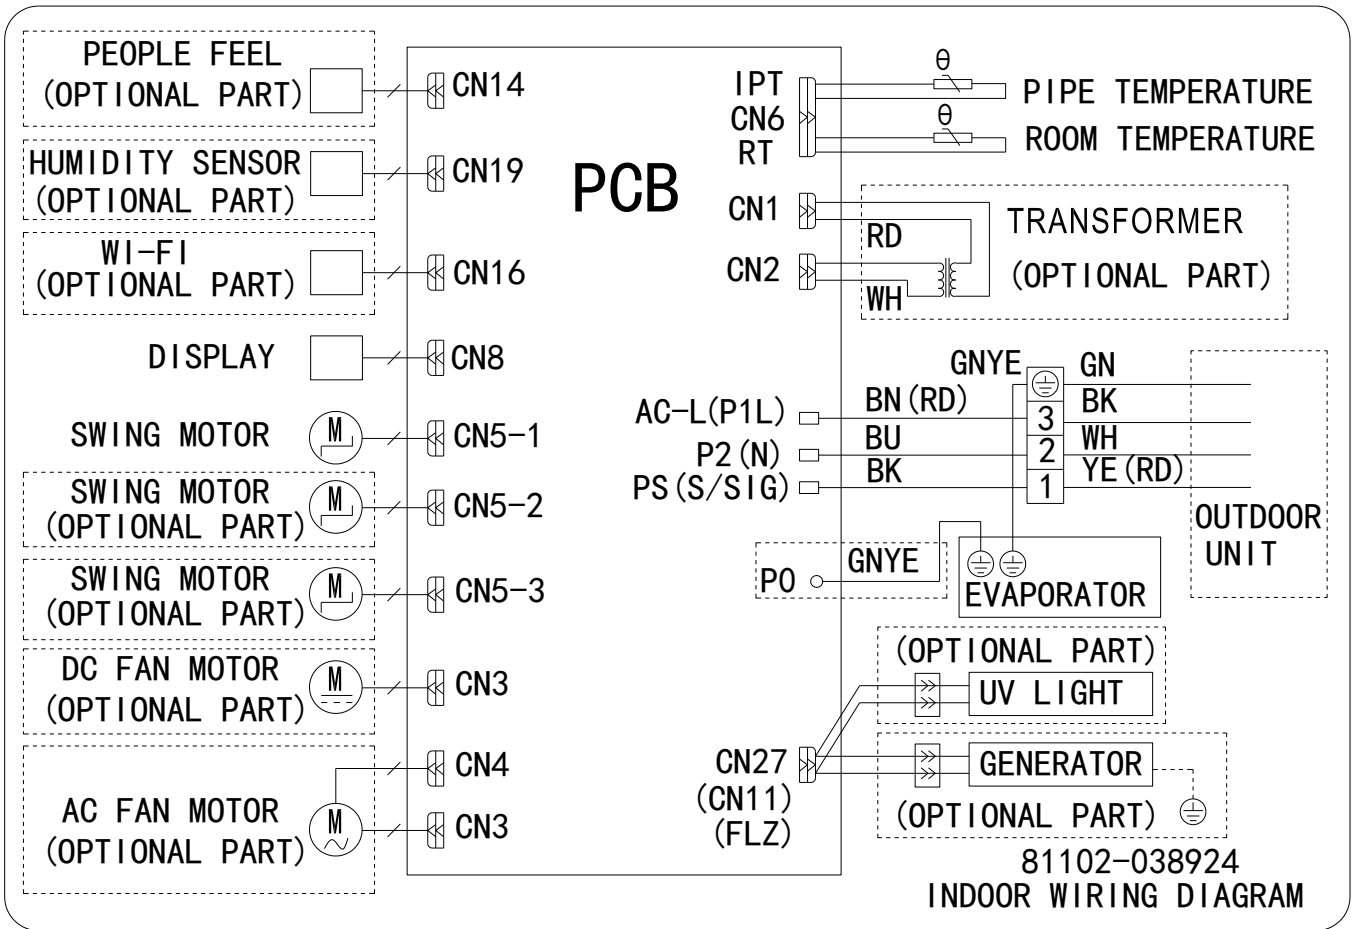 PEOPLE FEEL
(OPTIONAL PART)
CN14
HUMIDITY SENSOR
(OPTIONAL PART)
CN19
WI-FI
(OPTIONAL PART)
CN16
DISPLAY
CN8
SWING MOTOR
M
CN5-1
SWING MOTOR
(OPTIONAL PART)
M
CN5-2
SWING MOTOR
(OPTIONAL PART)
M
CN5-3
DC FAN MOTOR
(OPTIONAL PART)
M
CN3
AC FAN MOTOR
(OPTIONAL PART)
M
CN4
CN3
PCB
IPT
CN6
RT
θ
PIPE TEMPERATURE
θ
ROOM TEMPERATURE
CN1
CN2
RD
WH
TRANSFORMER
(OPTIONAL PART)
AC-L(P1L)
P2(N)
PS(S/SIG)
BN(RD)
BU
BK
GNYE
3
2
1
GN
BK
WH
YE(RD)
OUTDOOR
UNIT
P0
GNYE
EVAPORATOR
(OPTIONAL PART)
UV LIGHT
CN27
(CN11)
(FLZ)
GENERATOR
(OPTIONAL PART)
81102-038924
INDOOR WIRING DIAGRAM